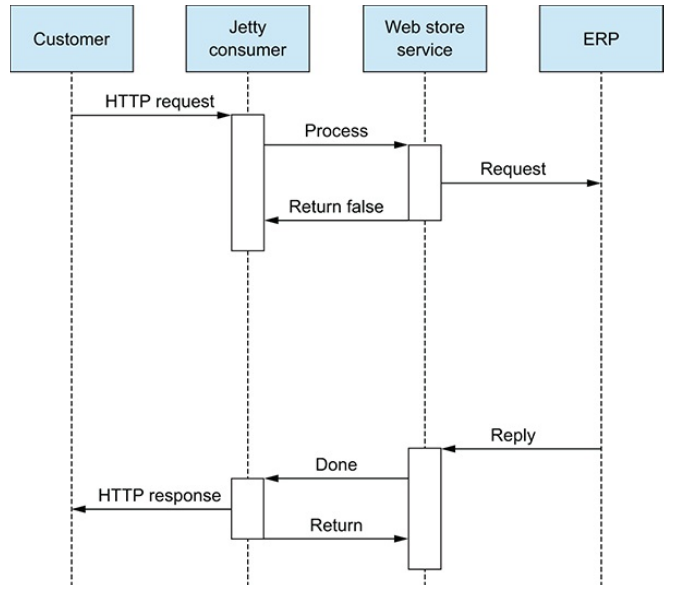 Customer
Jetty
consumer
Web store
service
ERP
HTTP request
Process
Request
Return false
Reply
Done
HTTP response
Return